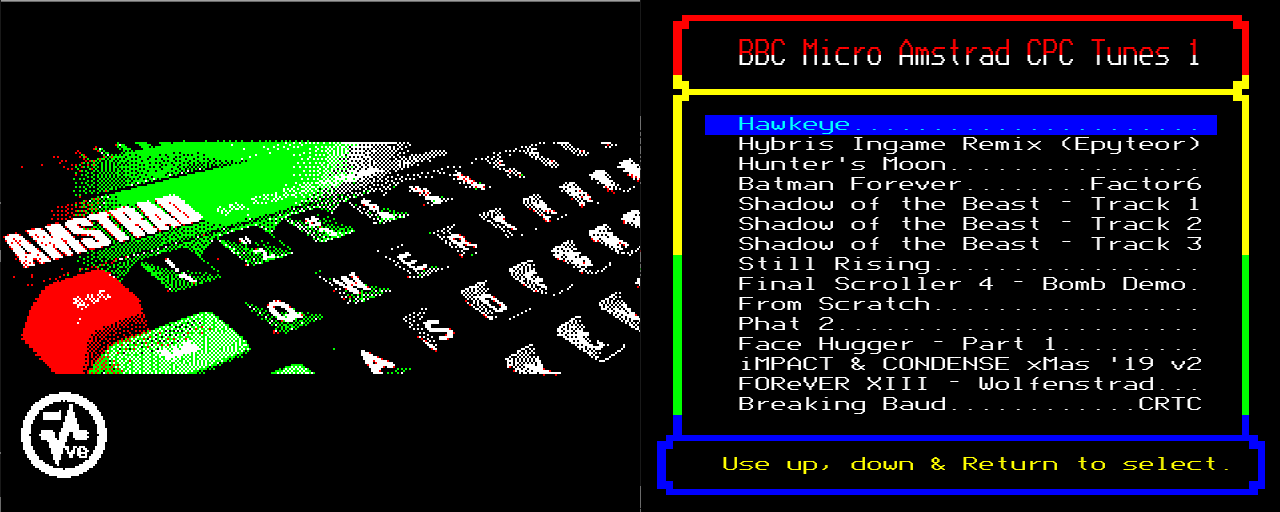 AMSTRAD
ESC
! " #
Q W E R
A S D
ve
BBC Micro Amstrad CPC Tunes 1
Hawkeye.......................
Hybris Ingame Remix (Epyteor)
Hunter's Moon................
Batman Forever........Factor6
Shadow of the Beast - Track 1
Shadow of the Beast - Track 2
Shadow of the Beast - Track 3
Still Rising.................
Final Scroller 4 - Bomb Demo.
From Scratch.................
Phat 2.......................
Face Hugger - Part 1.........
iMPACT & CONDENSE xMas '19 v2
FOReVER XIII - Wolfenstrad...
Breaking Baud............CRTC
Use up, down & Return to select.